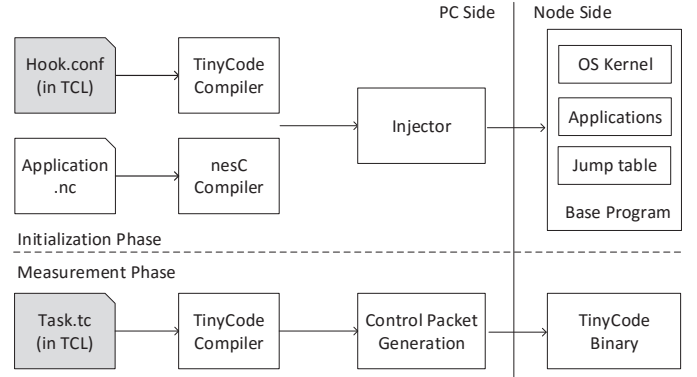 PC Side
Node Side
Hook.conf
(in TCL)
TinyCode
Compiler
Injector
OS Kernel
Applications
Jump table
Base Program
Application
.nc
nesC
Compiler
Initialization Phase
Measurement Phase
Task.tc
(in TCL)
TinyCode
Compiler
Control Packet
Generation
TinyCode
Binary